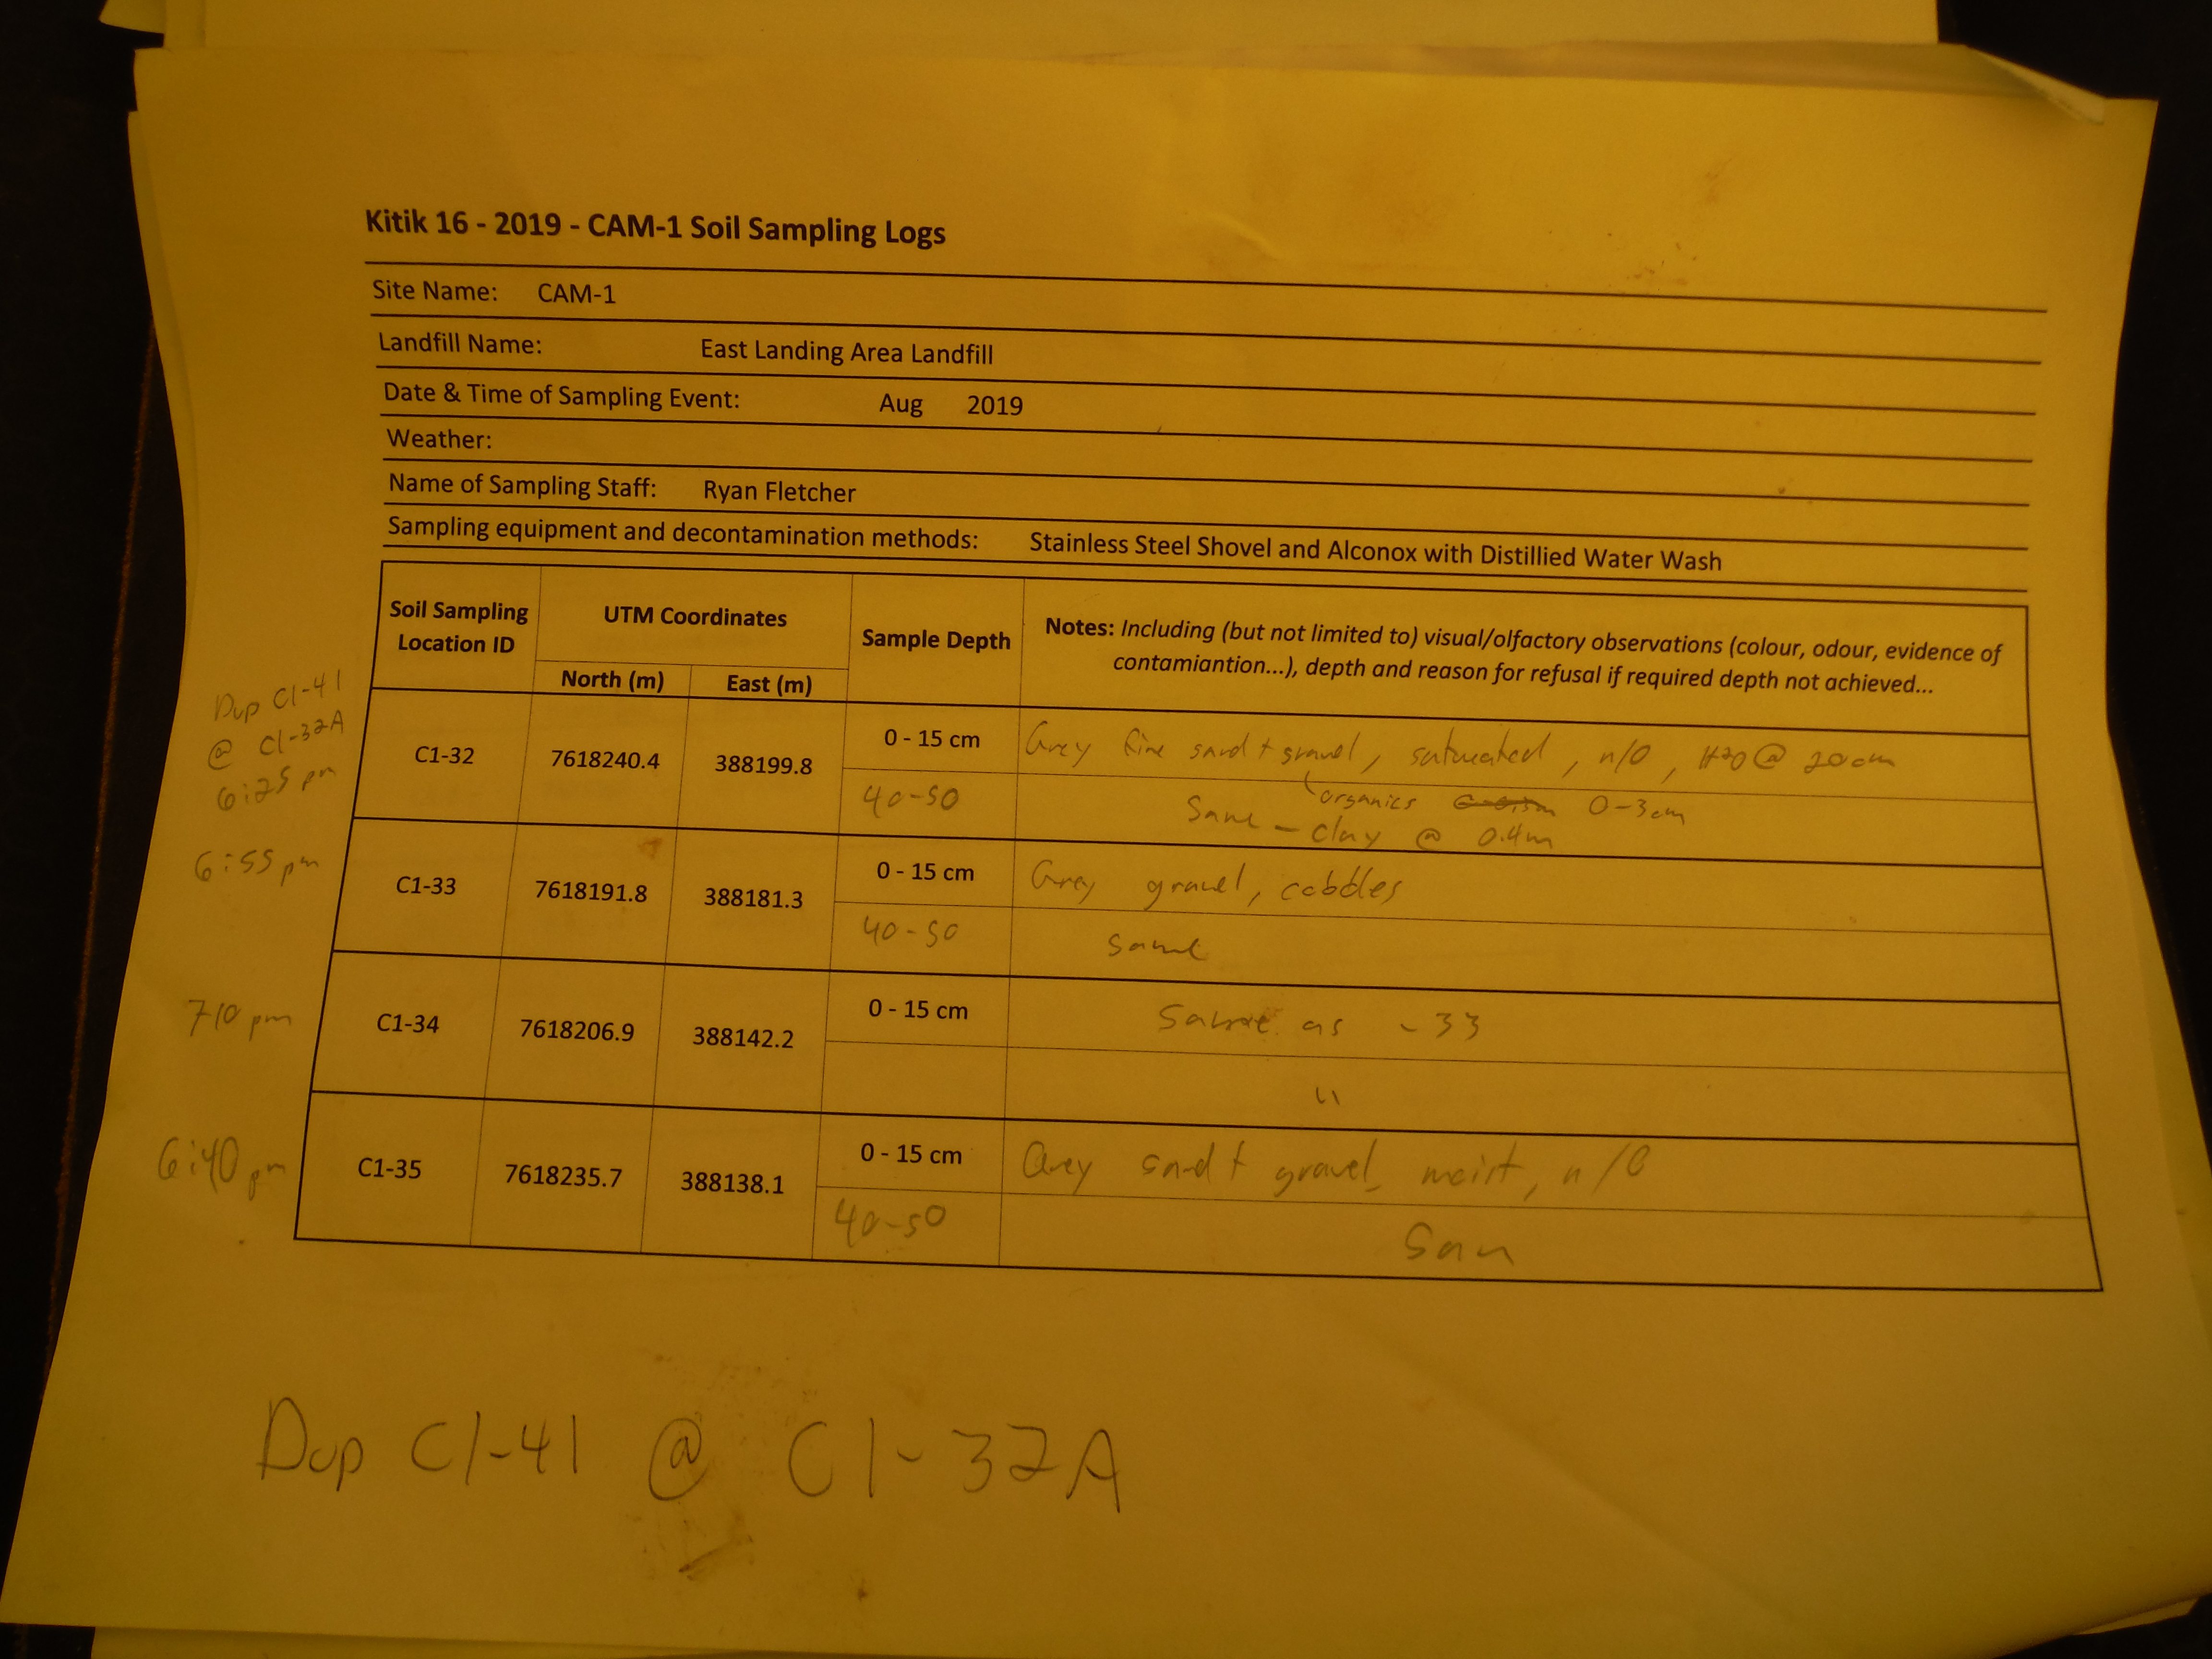 Kitik 16 - 2019 - CAM-1 Soil Sampling Logs
Site Name: CAM-1
Landfill Name: East Landing Area Landfill
Date & Time of Sampling Event: Aug 2019
Weather:
Name of Sampling Staff: Ryan Fletcher
Sampling equipment and decontamination methods: Stainless Steel Shovel and Alconox with Distillied Water Wash
Soil Sampling Location ID
UTM Coordinates
North (m) East (m)
Sample Depth
Notes: Including (but not limited to) visual/olfactory observations (colour, odour, evidence of
contamiantion...), depth and reason for refusal if required depth not achieved...
Dup C1-41
@ C1-32A
6:25 pm
C1-32 7618240.4 388199.8 0 - 15 cm Grey fine sand + gravel, saturated, n/O, H2O @ 20cm
organics 0-3cm
40-50 Same - clay @ 0.4m
6:55 pm
C1-33 7618191.8 388181.3 0 - 15 cm Grey gravel, cobbles
40-50 same
710 pm
C1-34 7618206.9 388142.2 0 - 15 cm Same as -33
"
6:40 pm
C1-35 7618235.7 388138.1 0 - 15 cm Grey sand + gravel, moist, n/O
40-50 Sam
Dup C1-41 @ C1-32A